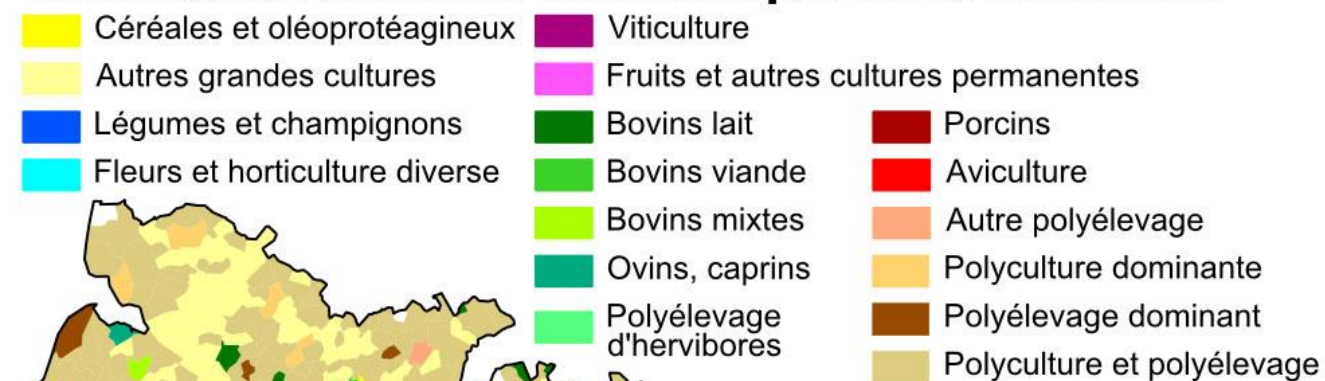 Céréales et oléoprotéagineux
Autres grandes cultures
Légumes et champignons
Fleurs et horticulture diverse
Viticulture
Fruits et autres cultures permanentes
Bovins lait
Bovins viande
Bovins mixtes
Ovins, caprins
Polyélevage
d'hervibores
Porcins
Aviculture
Autre polyélevage
Polyculture dominante
Polyélevage dominant
Polyculture et polyélevage